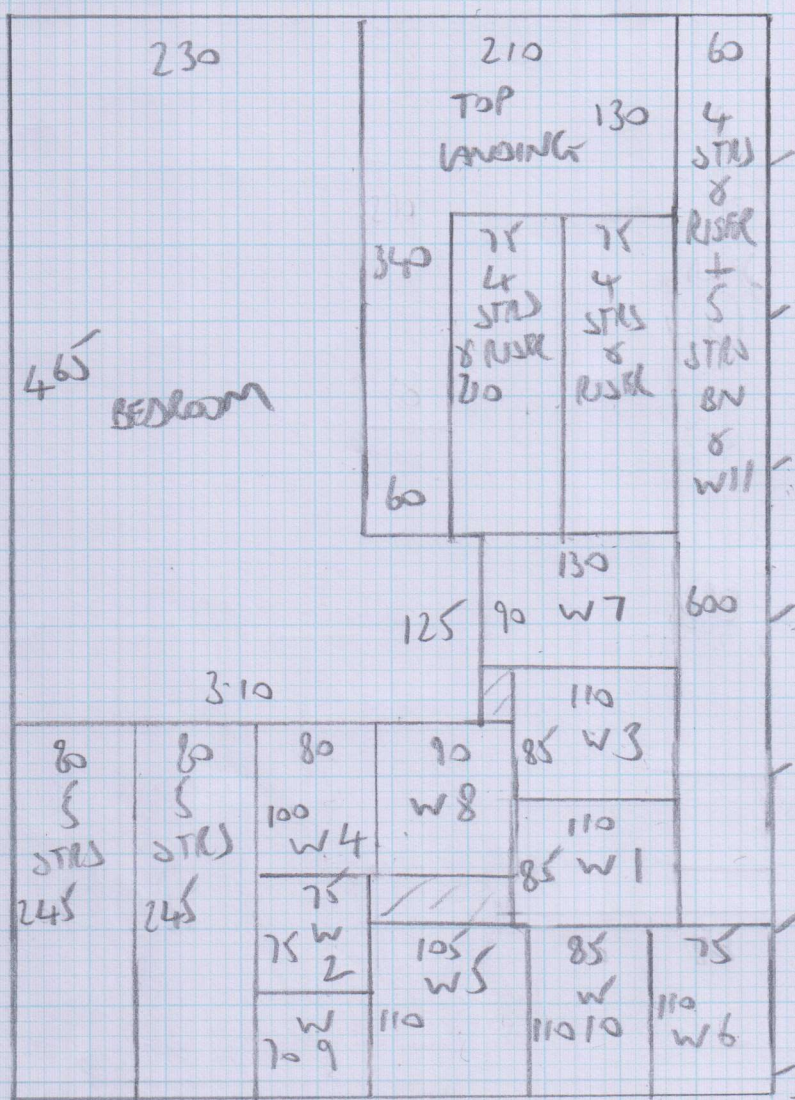 230
210
60
TOP
LANDING
130
4
STRS
&
RISER
+
5
STRS
BN
&
W11
600
340
60
75
4
STRS
& RISER
210
75
4
STRS
&
RISER
465
BEDROOM
125
310
130
90 W7
110
85 W3
110
85 W1
80
5
STRS
245
80
5
STRS
245
80
100
W4
90
W8
75
75 W
2
W
70 9
105
W5
110
85
W
110 10
75
110
W6